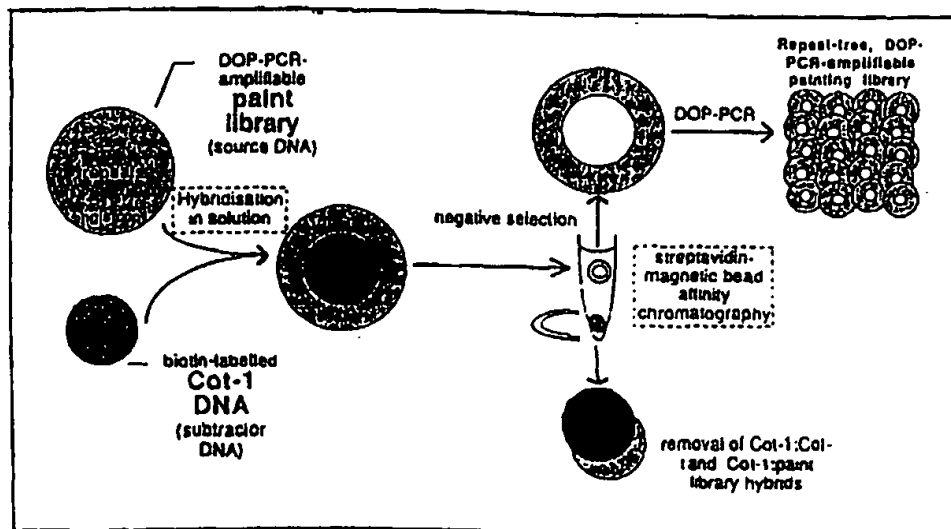 DOP-PCR-
amplifiable
paint
library
(source DNA)
Hybridisation
in solution
biotin-labelled
Cot-1
DNA
(subtractor
DNA)
negative selection
DOP-PCR
Repeat-free, DOP-
PCR-amplifiable
painting library
streptavidin-
magnetic bead
affinity
chromatography
removal of Cot-1:Cot-
1 and Cot-1:paint
library hybrids